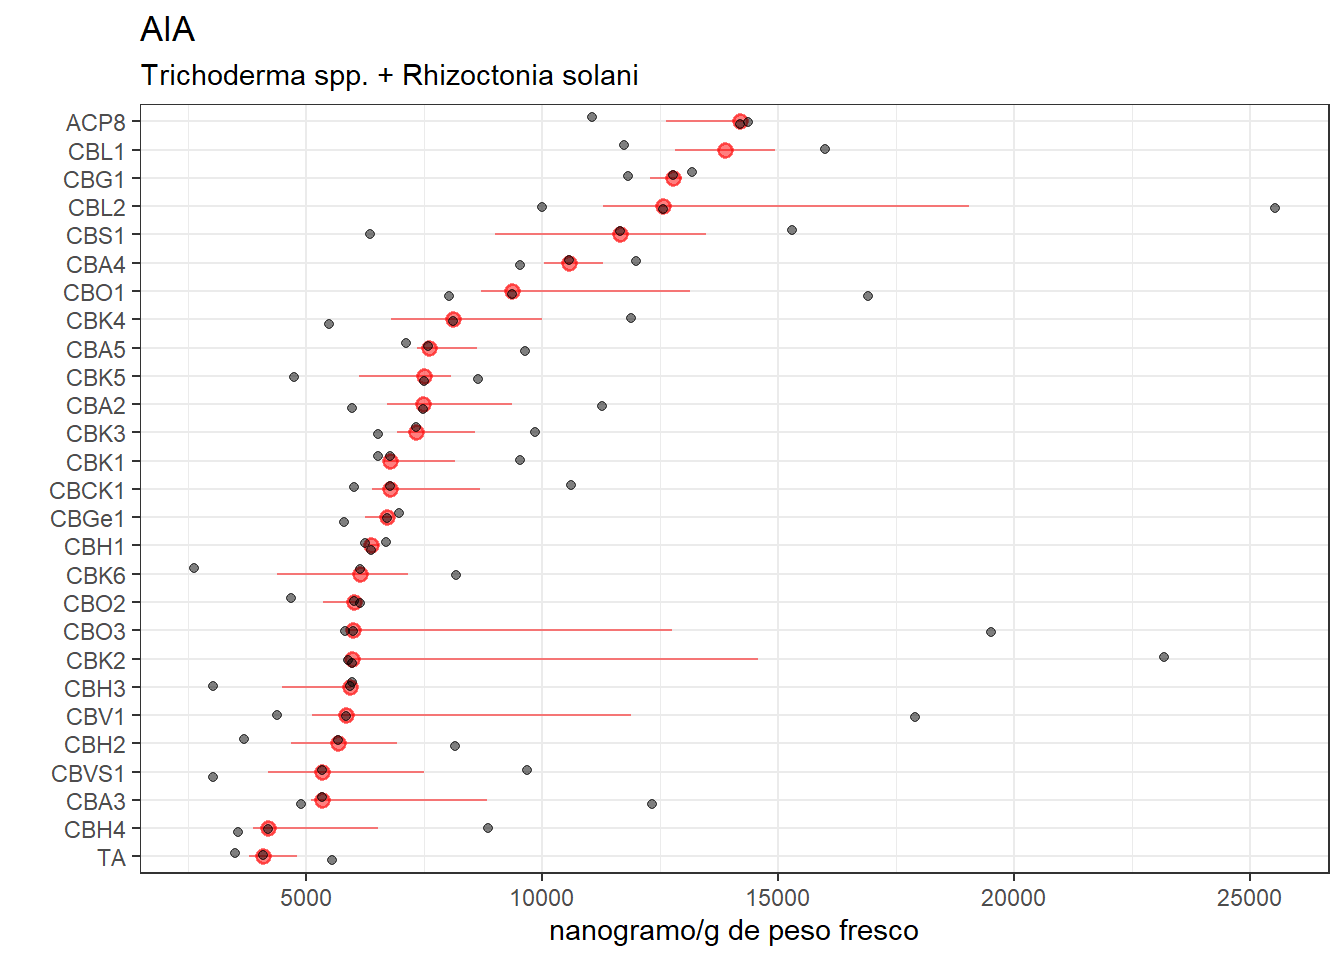 AIA
Trichoderma spp. + Rhizoctonia solani
ACP8
CBL1
CBG1
CBL2
CBS1
CBA4
CBO1
CBK4
CBA5
CBK5
CBA2
CBK3
CBK1
CBCK1
CBGe1
CBH1
CBK6
CBO2
CBO3
CBK2
CBH3
CBV1
CBH2
CBVS1
CBA3
CBH4
TA
5000 10000 15000 20000 25000
nanogramo/g de peso fresco